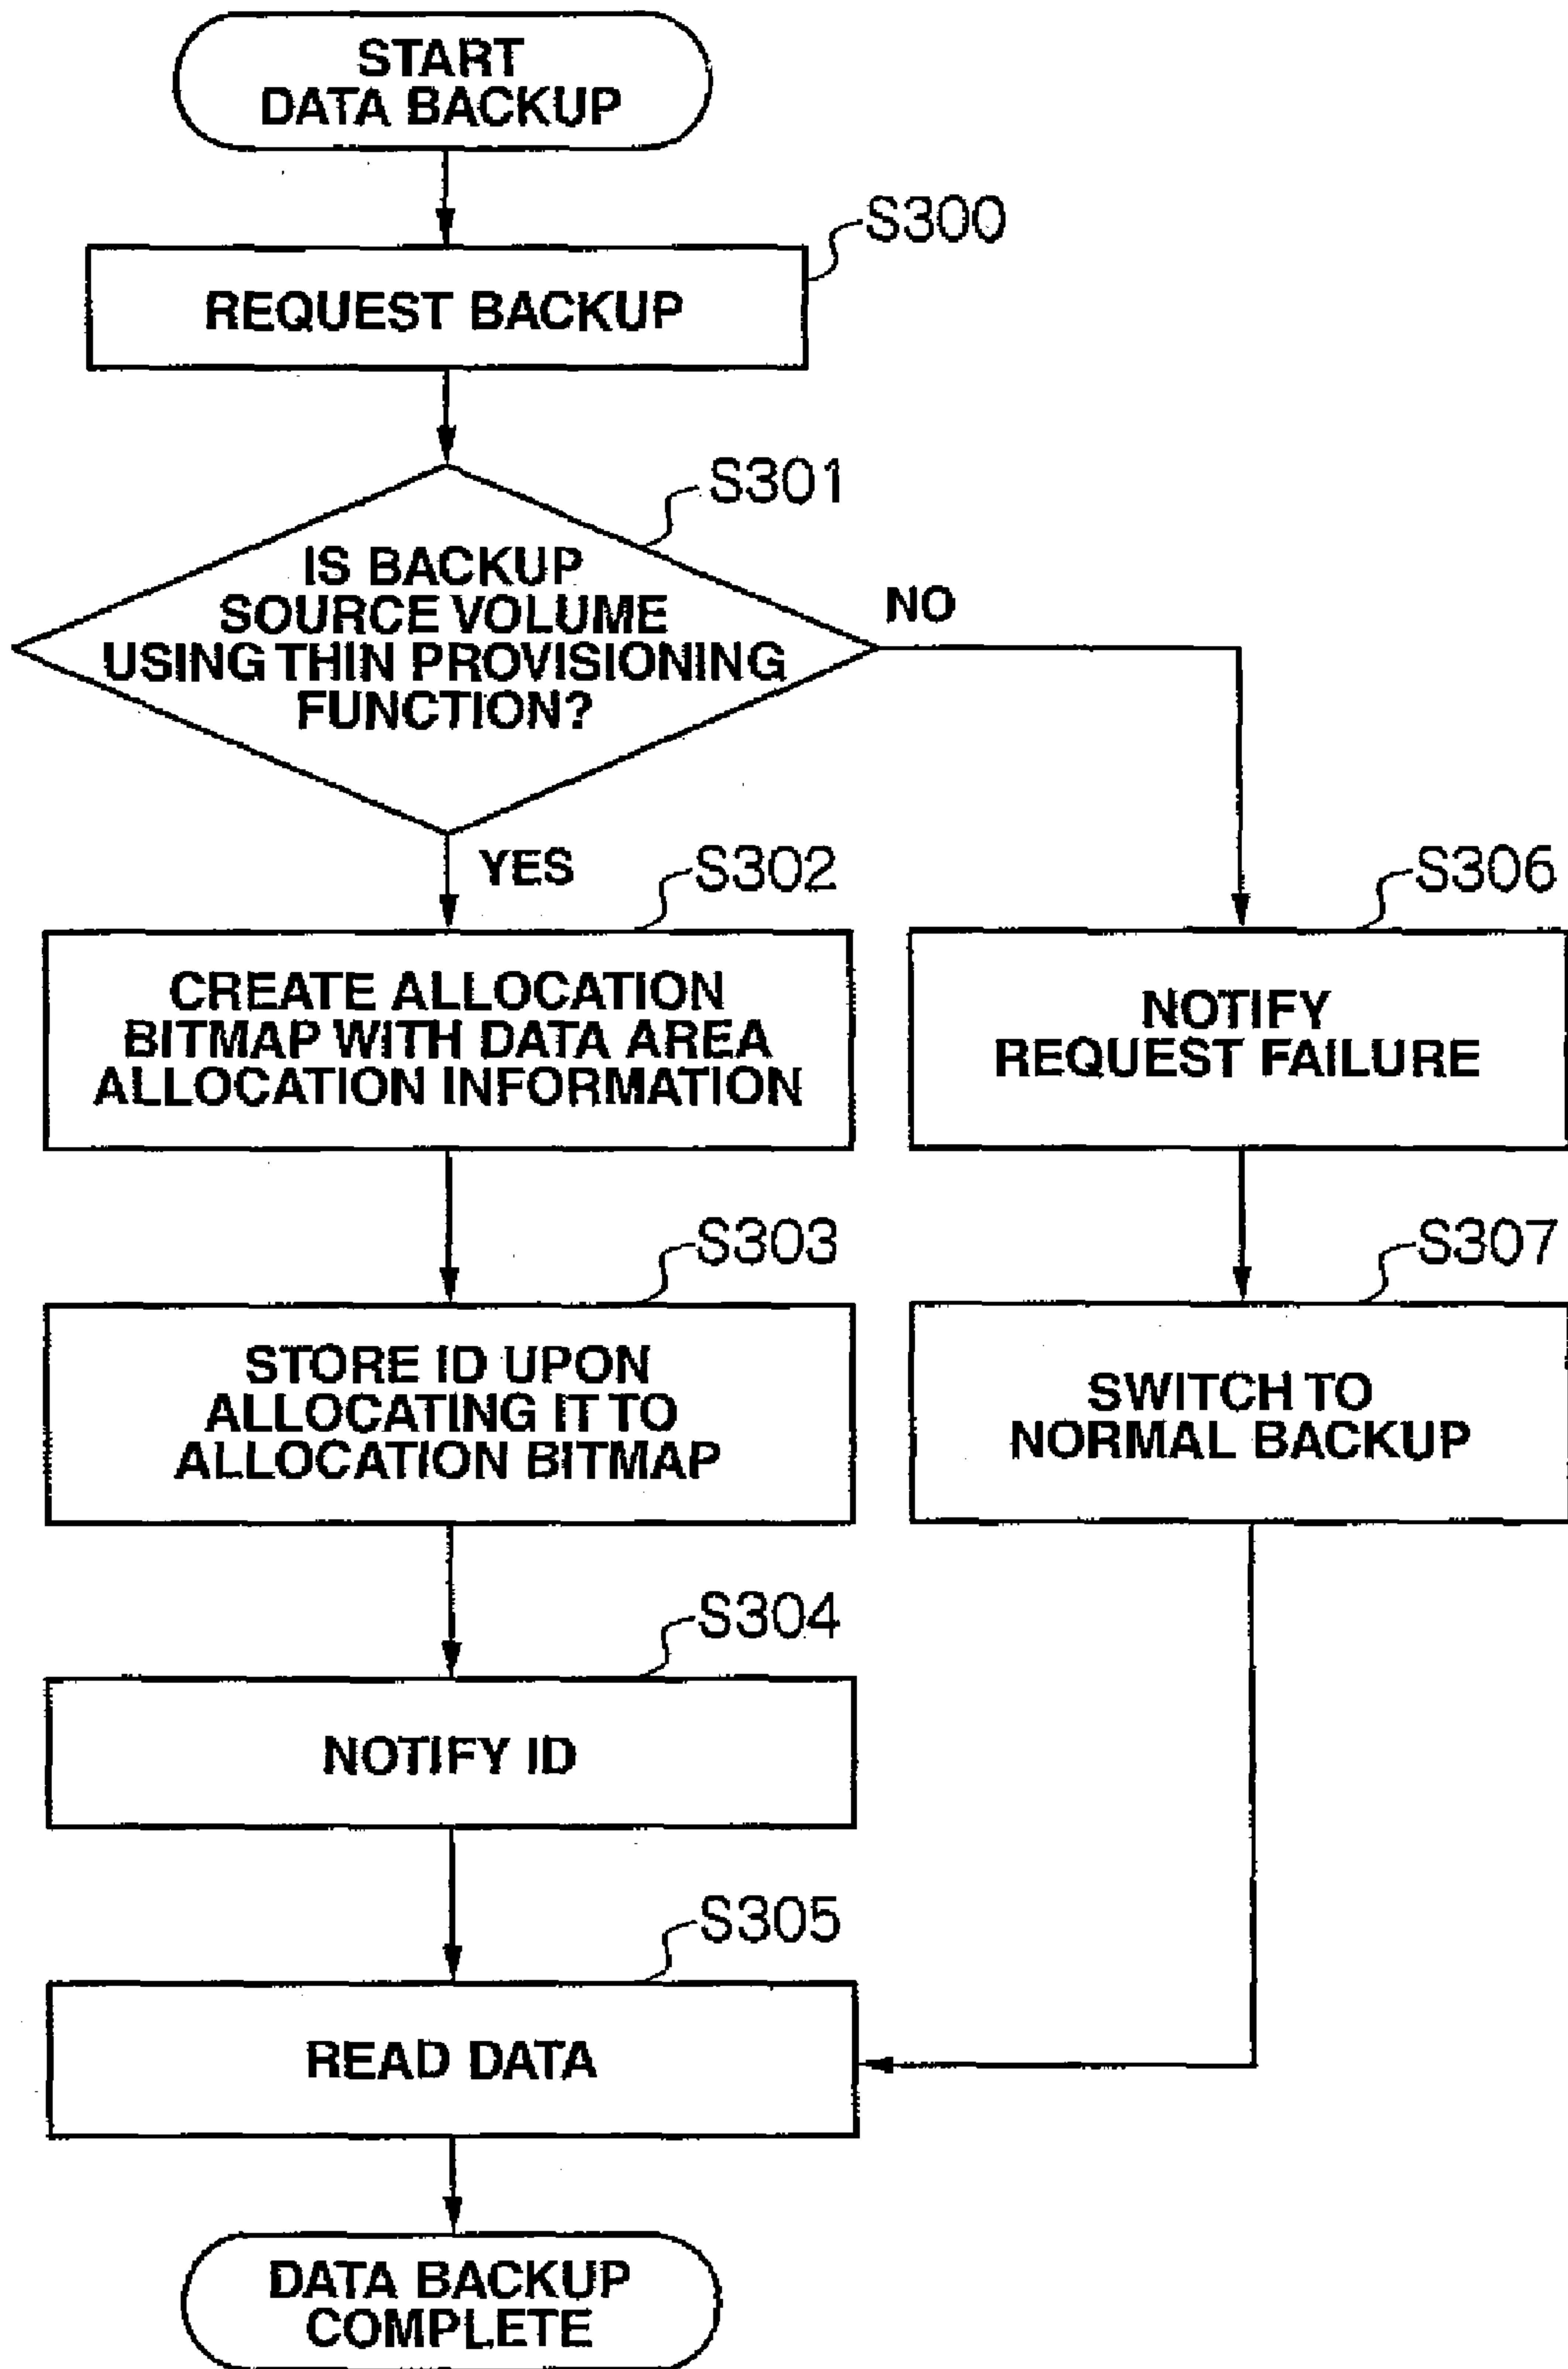 START
DATA BACKUP
S300
REQUEST BACKUP
S301
IS BACKUP
SOURCE VOLUME
USING THIN PROVISIONING
FUNCTION?
NO
YES
S302
CREATE ALLOCATION
BITMAP WITH DATA AREA
ALLOCATION INFORMATION
S306
NOTIFY
REQUEST FAILURE
S303
STORE ID UPON
ALLOCATING IT TO
ALLOCATION BITMAP
S307
SWITCH TO
NORMAL BACKUP
S304
NOTIFY ID
S305
READ DATA
DATA BACKUP
COMPLETE